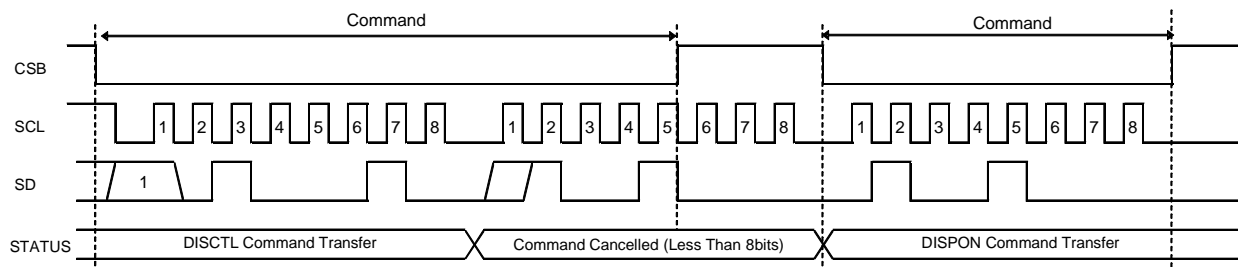 Command
Command
CSB
SCL
1 2 3 4 5 6 7 8 1 2 3 4 5 6 7 8 1 2 3 4 5 6 7 8
SD
1
STATUS
DISCTL Command Transfer
Command Cancelled (Less Than 8bits)
DISPON Command Transfer